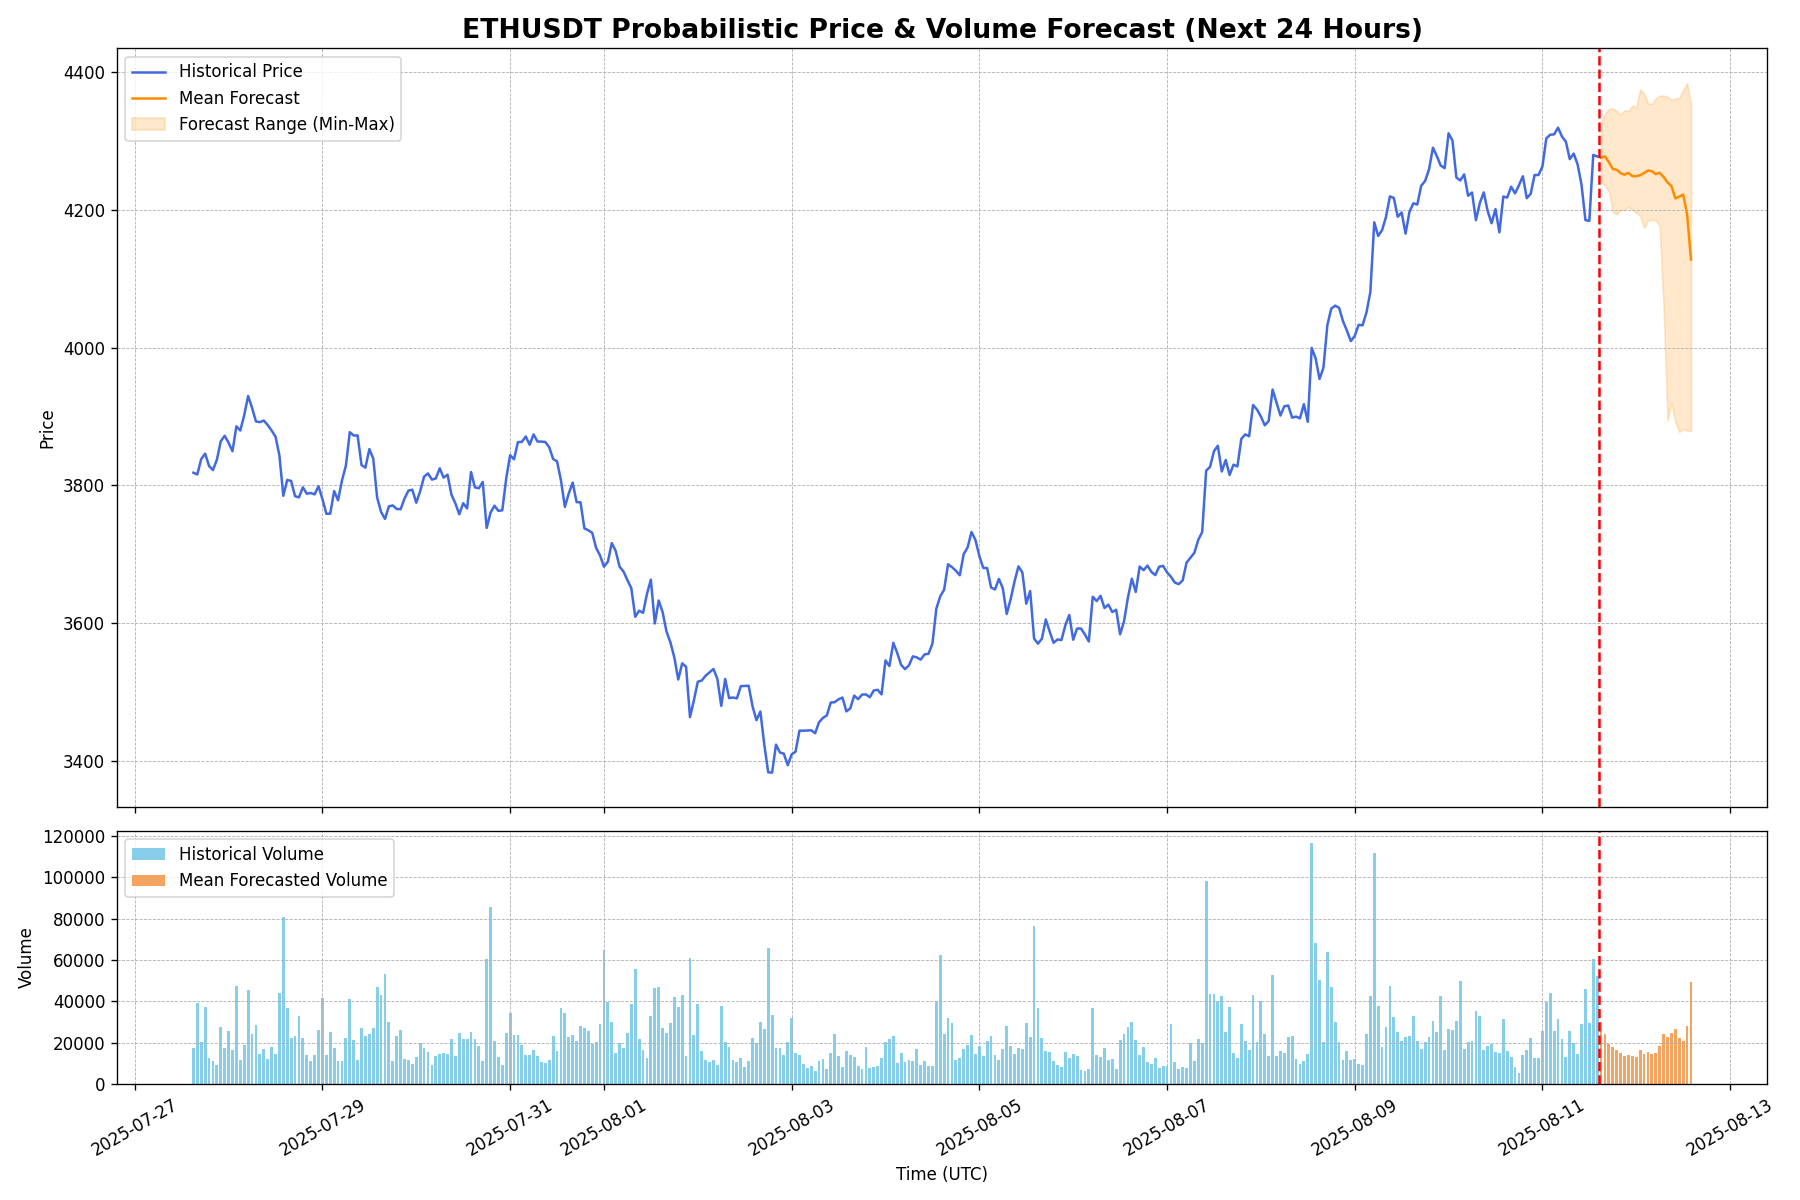 ETHUSDT Probabilistic Price & Volume Forecast (Next 24 Hours)
Historical Price
Mean Forecast
Forecast Range (Min-Max)
4400
4200
4000
3800
3600
3400
Price
Historical Volume
Mean Forecasted Volume
120000
100000
80000
60000
40000
20000
0
Volume
2025-07-27
2025-07-29
2025-07-31
2025-08-01
2025-08-03
2025-08-05
2025-08-07
2025-08-09
2025-08-11
2025-08-13
Time (UTC)